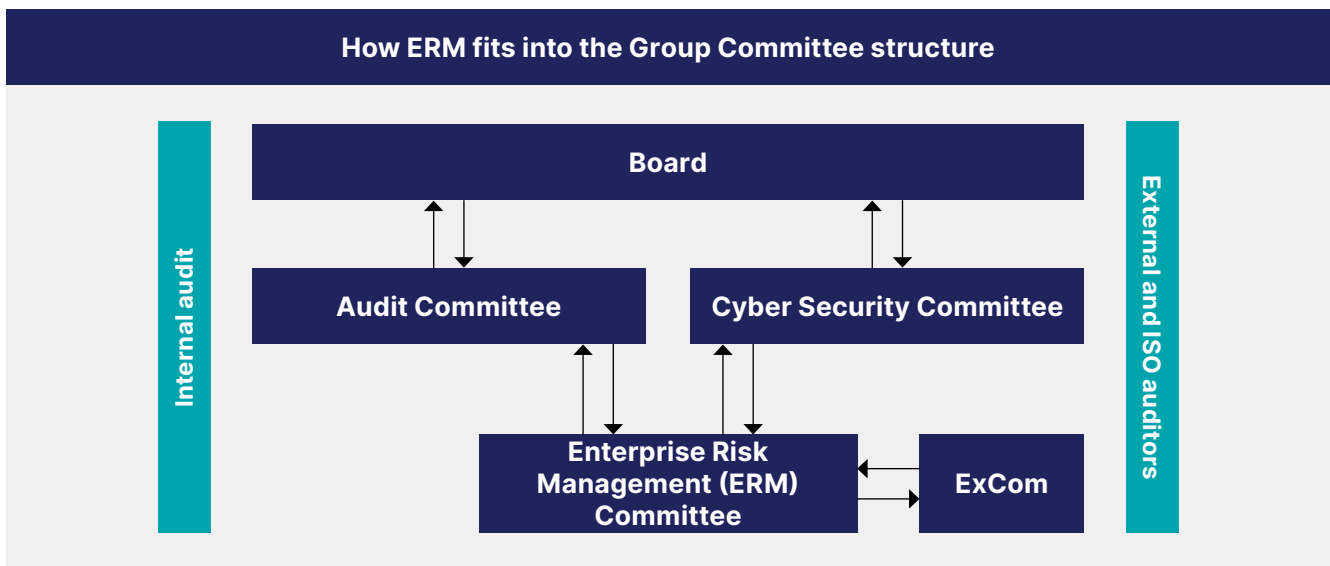 How ERM fits into the Group Committee structure
Internal audit
Board
External and ISO auditors
Audit Committee
Cyber Security Committee
Enterprise Risk
Management (ERM)
Committee
ExCom